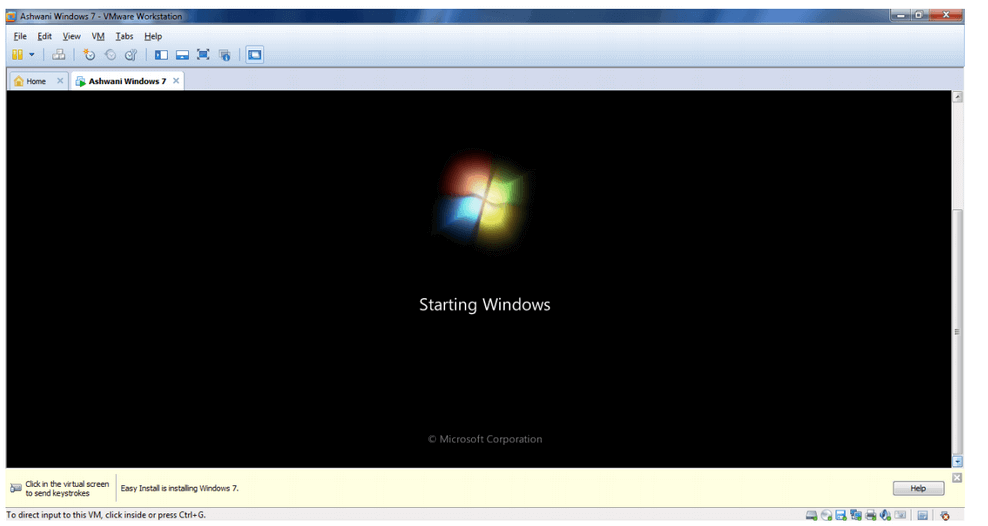 Ashwani Windows 7 - VMware Workstation
File Edit View VM Tabs Help
Home Ashwani Windows 7
Starting Windows
© Microsoft Corporation
Click in the virtual screen
to send keystrokes
Easy Install is installing Windows 7.
Help
To direct input to this VM, click inside or press Ctrl+G.